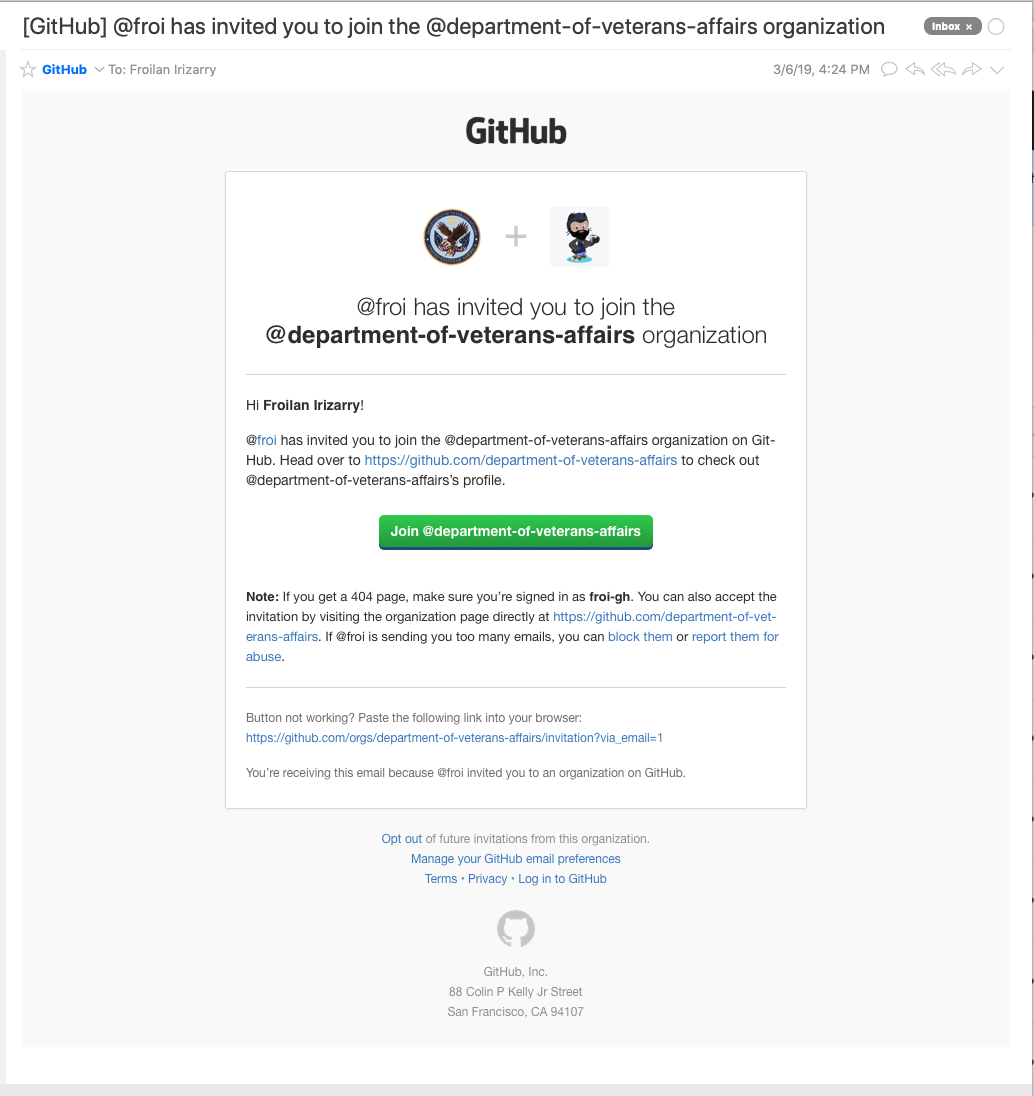 [GitHub] @froi has invited you to join the @department-of-veterans-affairs organization
Inbox ×
GitHub To: Froilan Irizarry
3/6/19, 4:24 PM
GitHub
+
@froi has invited you to join the
@department-of-veterans-affairs organization
Hi Froilan Irizarry!
@froi has invited you to join the @department-of-veterans-affairs organization on Git-
Hub. Head over to https://github.com/department-of-veterans-affairs to check out
@department-of-veterans-affairs’s profile.
Join @department-of-veterans-affairs
Note: If you get a 404 page, make sure you’re signed in as froi-gh. You can also accept the
invitation by visiting the organization page directly at https://github.com/department-of-vet-
erans-affairs. If @froi is sending you too many emails, you can block them or report them for
abuse.
Button not working? Paste the following link into your browser:
https://github.com/orgs/department-of-veterans-affairs/invitation?via_email=1
You’re receiving this email because @froi invited you to an organization on GitHub.
Opt out of future invitations from this organization.
Manage your GitHub email preferences
Terms • Privacy • Log in to GitHub
GitHub, Inc.
88 Colin P Kelly Jr Street
San Francisco, CA 94107